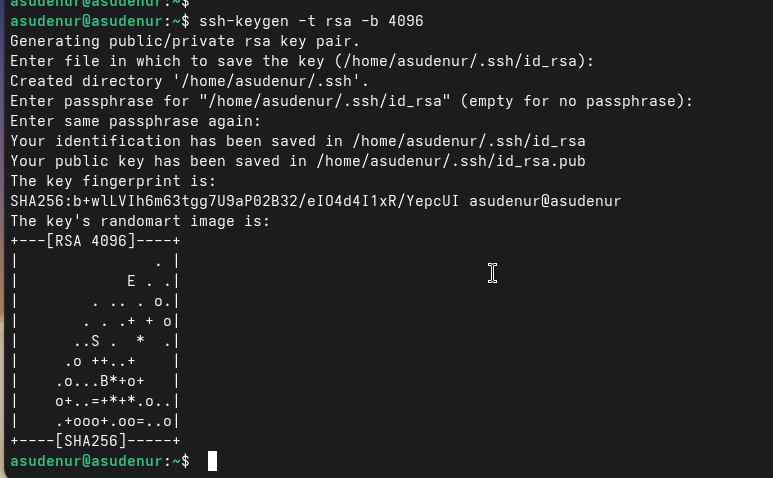 asudenur@asudenur:~$
asudenur@asudenur:~$ ssh-keygen -t rsa -b 4096
Generating public/private rsa key pair.
Enter file in which to save the key (/home/asudenur/.ssh/id_rsa):
Created directory '/home/asudenur/.ssh'.
Enter passphrase for "/home/asudenur/.ssh/id_rsa" (empty for no passphrase):
Enter same passphrase again:
Your identification has been saved in /home/asudenur/.ssh/id_rsa
Your public key has been saved in /home/asudenur/.ssh/id_rsa.pub
The key fingerprint is:
SHA256:b+wlLVIh6m63tgg7U9aP02B32/eIO4d4I1xR/YepcUI asudenur@asudenur
The key's randomart image is:
+---[RSA 4096]----+
|                . |
|             E . .|
|         . .. . o.|
|        . . .+ + o|
|       ..S .  *  .|
|      .o ++..+    |
|     .o...B*+o+   |
|     o+..=+*+*.o..|
|     .+ooo+.oo=..o|
+----[SHA256]-----+
asudenur@asudenur:~$